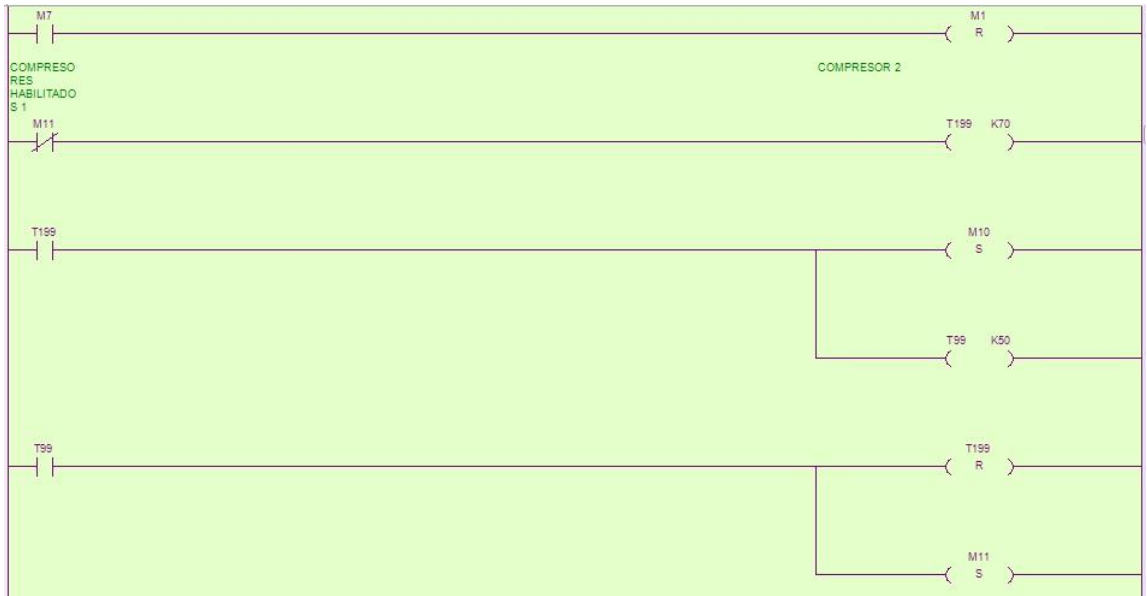 M7 M1
R
COMPRESO COMPRESOR 2
RES
HABILITADO
S 1
M11 T199 K70
T199 M10
S
T99 K50
T99 T199
R
M11
S